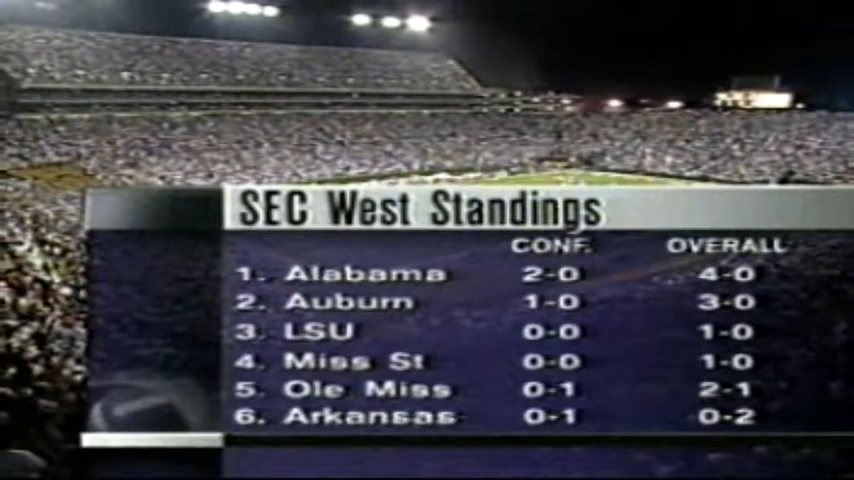 SEC West Standings
CONF. OVERALL
1. Alabama 2-0 4-0
2. Auburn 1-0 3-0
3. LSU 0-0 1-0
4. Miss St 0-0 1-0
5. Ole Miss 0-1 2-1
6. Arkansas 0-1 0-2